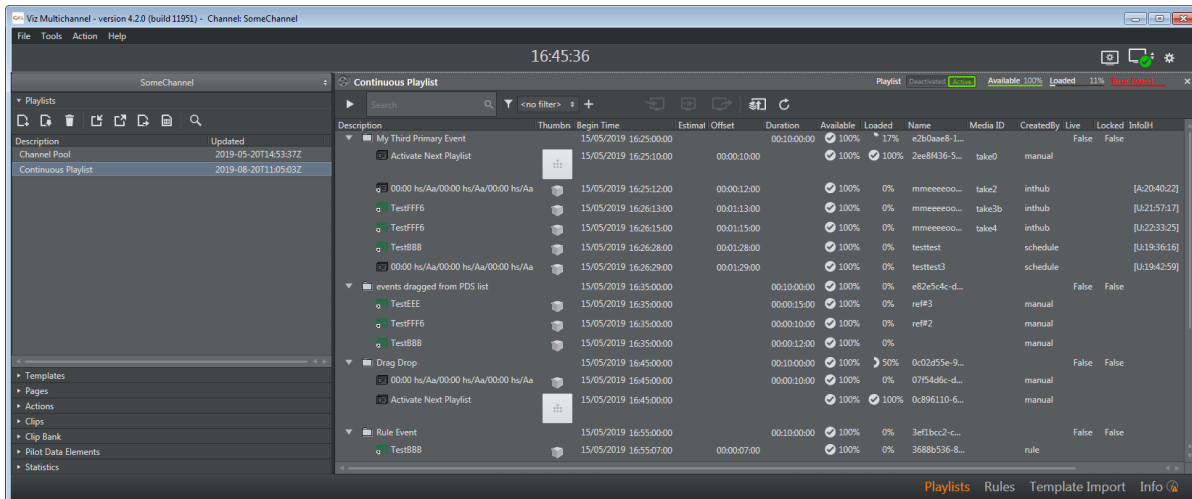 Viz Multichannel - version 4.2.0 (build 11951) - Channel: SomeChannel
File Tools Action Help
16:45:36
SomeChannel
Continuous Playlist
Playlist Deactivated Active Available 100% Loaded 11%
Playlists
Search
<no filter>
Description Updated
Channel Pool 2019-05-20T14:53:37Z
Continuous Playlist 2019-08-20T11:05:03Z
Description Thumbn Begin Time Estimat Offset Duration Available Loaded Name Media ID CreatedBy Live Locked InfoIH
My Third Primary Event 15/05/2019 16:25:00:00 00:10:00:00 100% 17% e2b0aae8-1... False False
Activate Next Playlist 15/05/2019 16:25:10:00 00:00:10:00 100% 100% 2ee8f436-5... take0 manual
00:00 hs/Aa/00:00 hs/Aa/00:00 hs/Aa 15/05/2019 16:25:12:00 00:00:12:00 100% 0% mmeeeeoo... take2 inthub [A:20:40:22]
TestFFF6 15/05/2019 16:26:13:00 00:01:13:00 100% 0% mmeeeeoo... take3b inthub [U:21:57:17]
TestFFF6 15/05/2019 16:26:15:00 00:01:15:00 100% 0% mmeeeeoo... take4 inthub [U:22:33:25]
TestBBB 15/05/2019 16:26:28:00 00:01:28:00 100% 0% testtest schedule [U:19:36:16]
00:00 hs/Aa/00:00 hs/Aa/00:00 hs/Aa 15/05/2019 16:26:29:00 00:01:29:00 100% 0% testtest3 schedule [U:19:42:59]
events dragged from PDS list 15/05/2019 16:35:00:00 00:10:00:00 100% 0% e82e5c4c-d... False False
TestEEE 15/05/2019 16:35:00:00 00:00:15:00 100% 0% ref#3 manual
TestFFF6 15/05/2019 16:35:00:00 00:00:10:00 100% 0% ref#2 manual
TestBBB 15/05/2019 16:35:00:00 00:00:12:00 100% 0% manual
Drag Drop 15/05/2019 16:45:00:00 00:10:00:00 100% 50% 0c02d55e-9... False False
00:00 hs/Aa/00:00 hs/Aa/00:00 hs/Aa 15/05/2019 16:45:00:00 00:00:10:00 100% 0% 07f54d6c-d... manual
Activate Next Playlist 15/05/2019 16:45:00:00 100% 100% 0c896110-6... manual
Rule Event 15/05/2019 16:55:00:00 00:10:00:00 100% 0% 3ef1bcc2-c... False False
TestBBB 15/05/2019 16:55:07:00 00:00:07:00 100% 0% 3688b536-8... rule
Templates
Pages
Actions
Clips
Clip Bank
Pilot Data Elements
Statistics
Playlists Rules Template Import Info